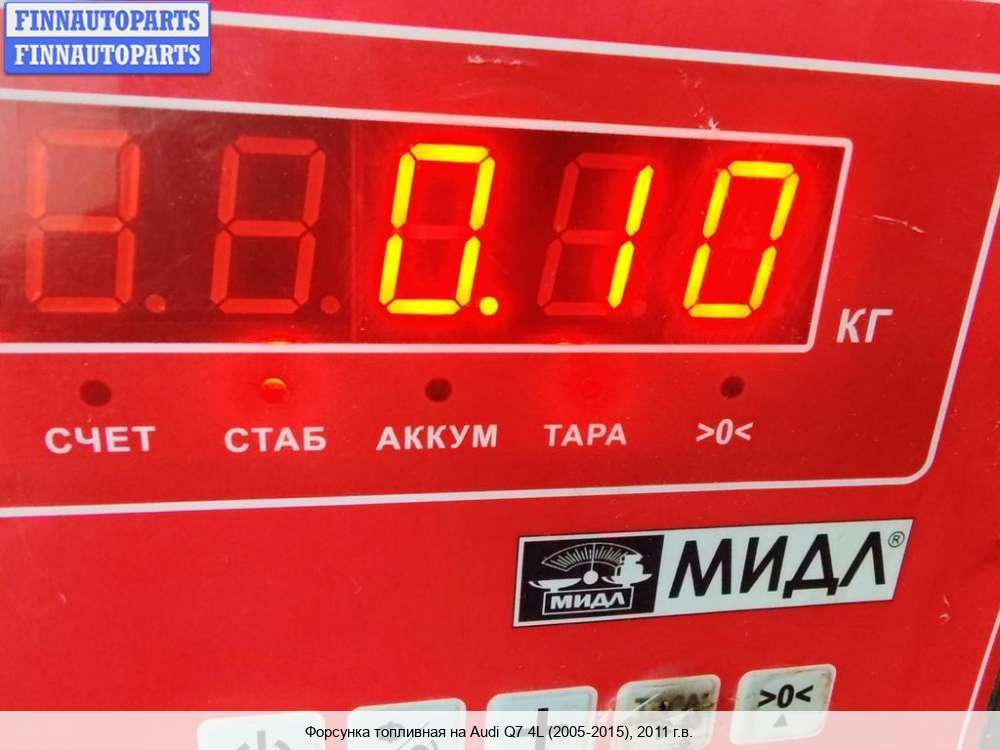 FINNAUTOPARTS
FINNAUTOPARTS
0.10
КГ
СЧЕТ СТАБ АККУМ ТАРА >0<
МИДЛ МИДЛ®
>0<
Форсунка топливная на Audi Q7 4L (2005-2015), 2011 г.в.